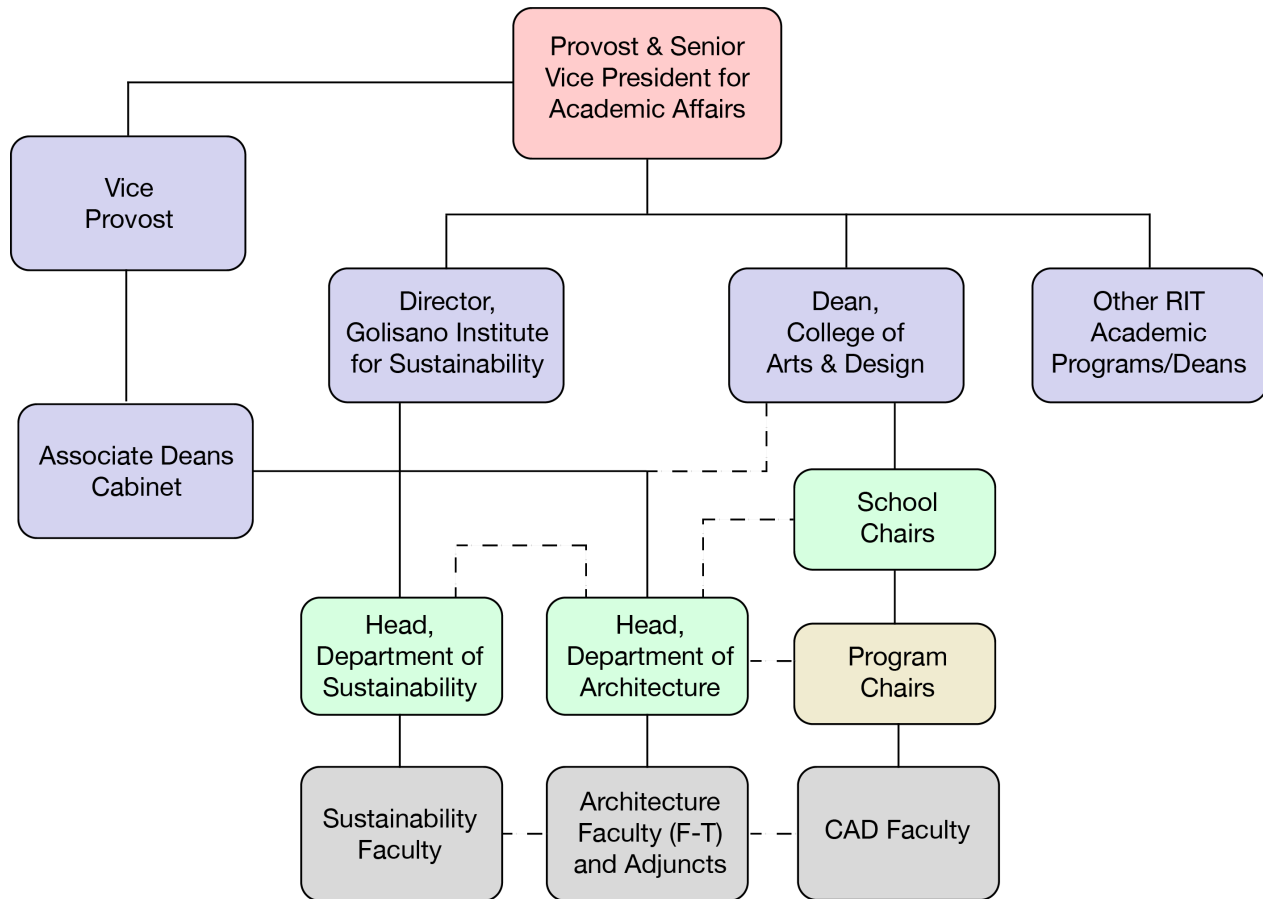 Provost & Senior
Vice President for
Academic Affairs
Vice
Provost
Director,
Golisano Institute
for Sustainability
Dean,
College of
Arts & Design
Other RIT
Academic
Programs/Deans
Associate Deans
Cabinet
School
Chairs
Head,
Department of
Sustainability
Head,
Department of
Architecture
Program
Chairs
Sustainability
Faculty
Architecture
Faculty (F-T)
and Adjuncts
CAD Faculty